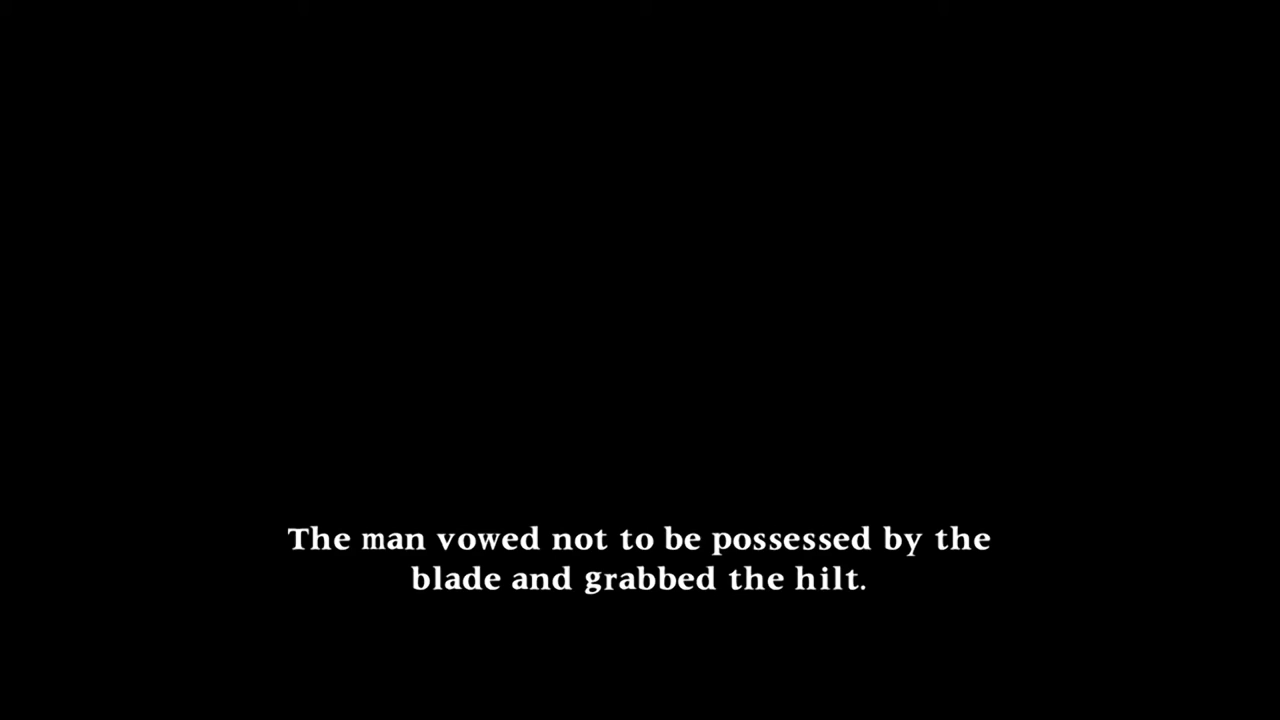 The man vowed not to be possessed by the
blade and grabbed the hilt.